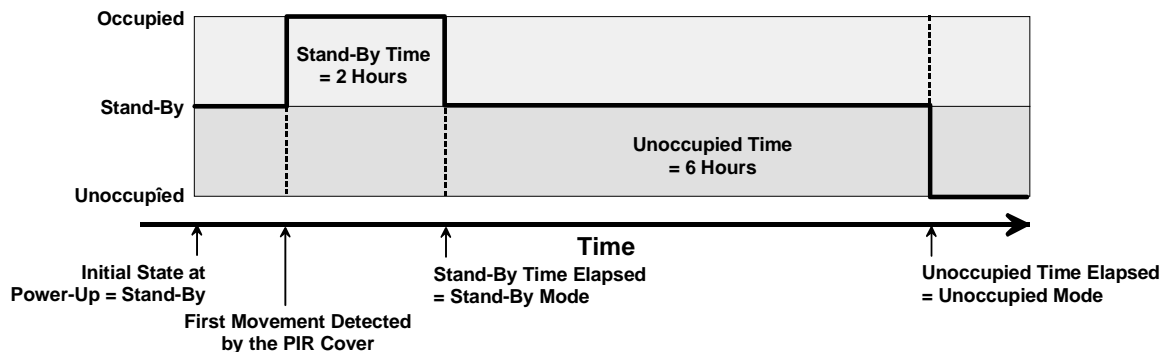 Occupied
Stand-By Time
= 2 Hours
Stand-By
Unoccupied Time
= 6 Hours
Unoccupîed
Time
Initial State at
Power-Up = Stand-By
First Movement Detected
by the PIR Cover
Stand-By Time Elapsed
= Stand-By Mode
Unoccupied Time Elapsed
= Unoccupied Mode